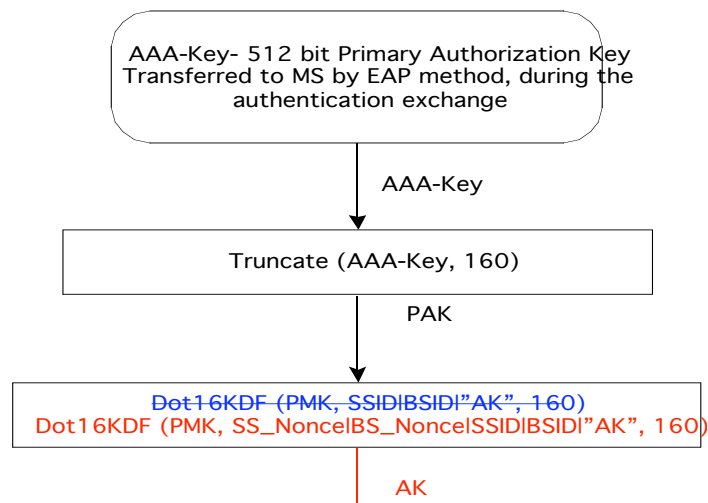 AAA-Key- 512 bit Primary Authorization Key
Transferred to MS by EAP method, during the
authentication exchange
AAA-Key
Truncate (AAA-Key, 160)
PAK
Dot16KDF (PMK, SSID|BSID|”AK”, 160)
Dot16KDF (PMK, SS_Nonce|BS_Nonce|SSID|BSID|”AK”, 160)
AK